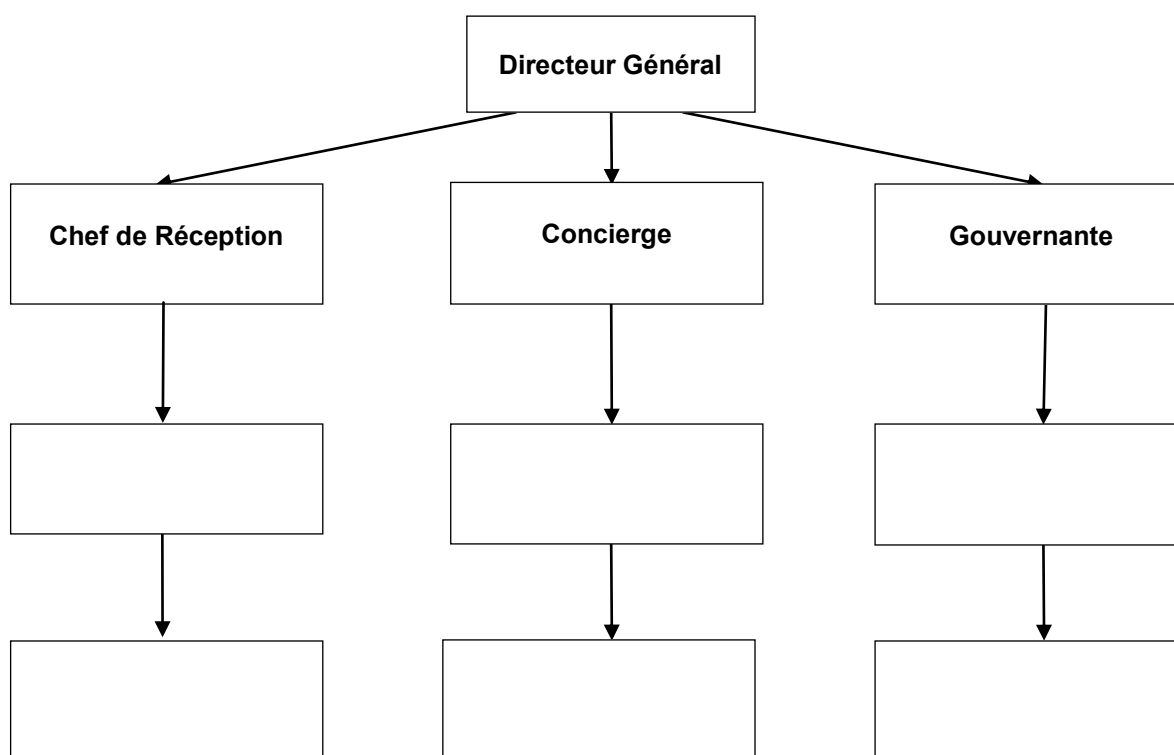 Directeur Général
Chef de Réception
Concierge
Gouvernante